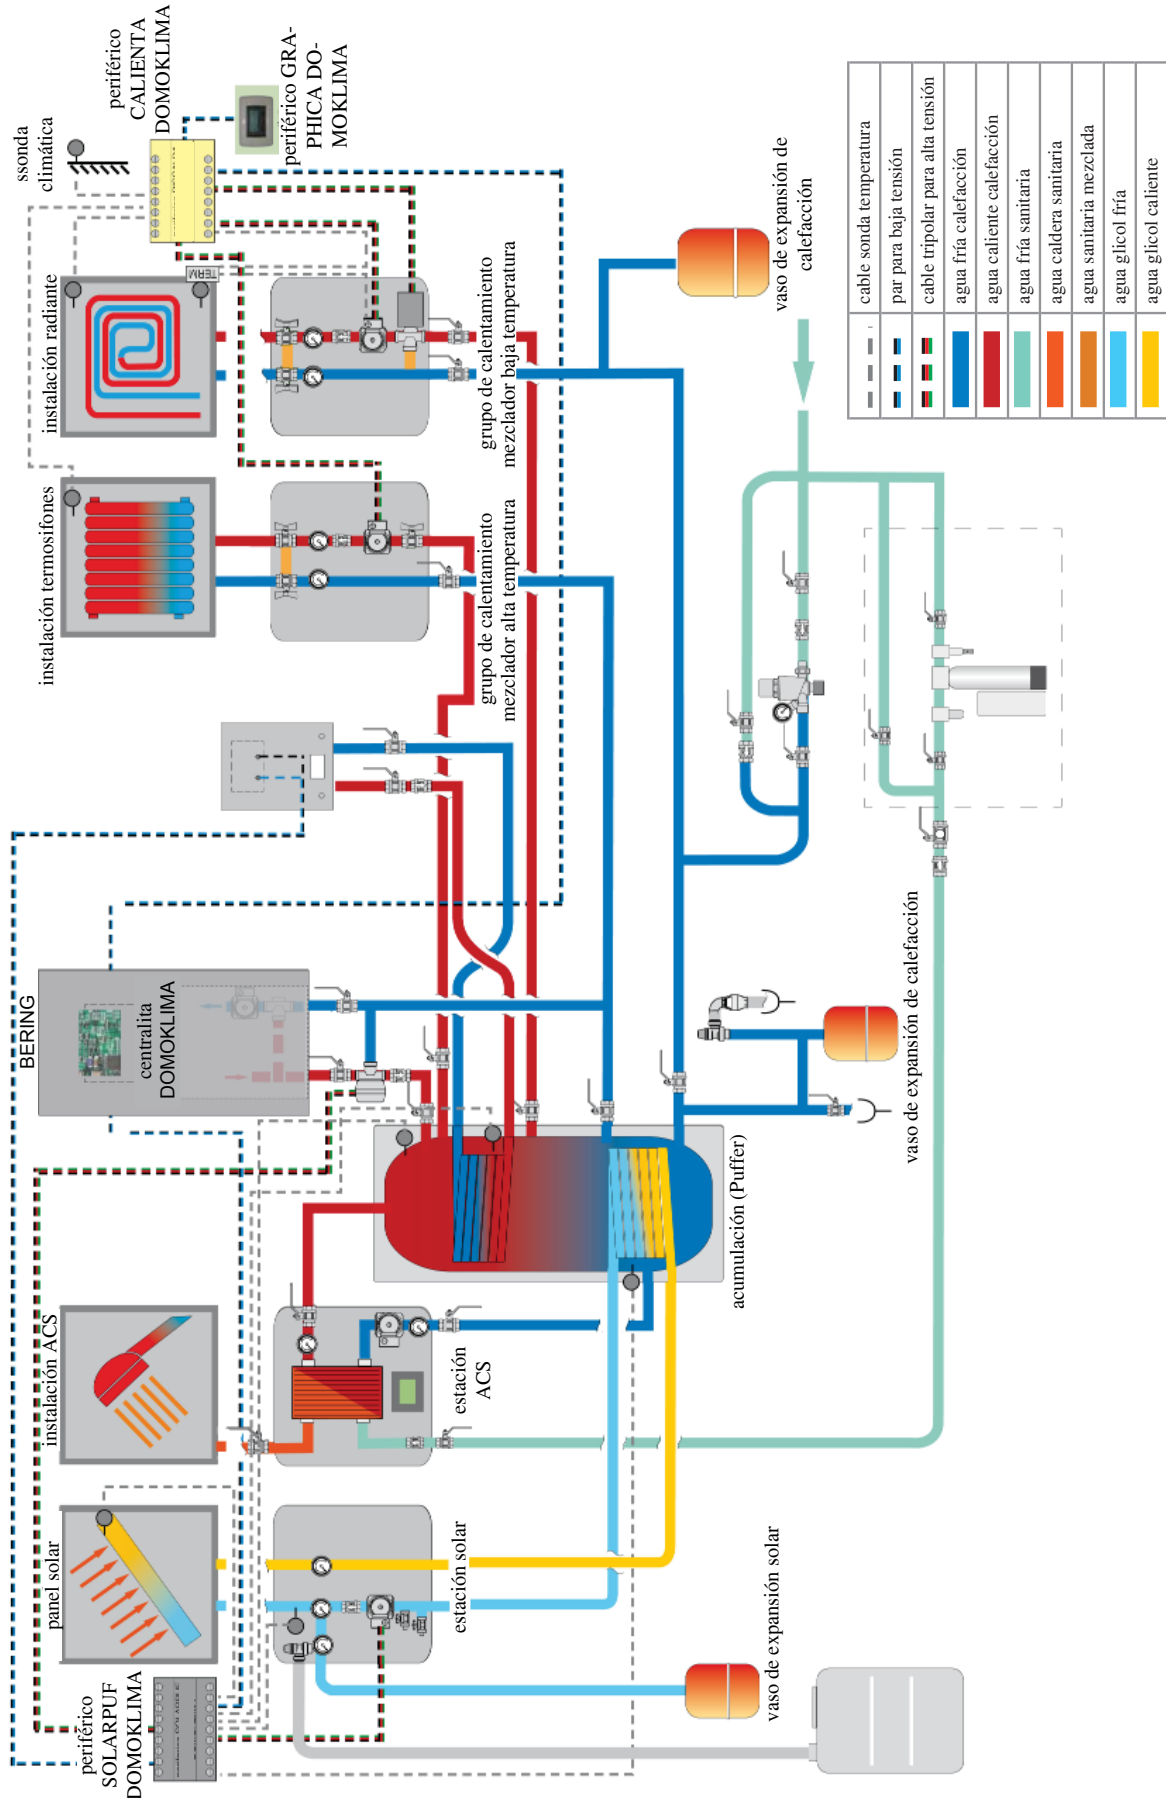 periférico
SOLARPUF
DOMOKLIMA
panel solar
instalación ACS
BERING
centralita
DOMOKLIMA
instalación termosifones
instalación radiante
TERM
ssonda
climática
periférico
CALIENTA
DOMOKLIMA
periférico GRA-
PHICA DO-
MOKLIMA
estación solar
estación
ACS
grupo de calentamiento
mezclador alta temperatura
grupo de calentamiento
mezclador baja temperatura
vaso de expansión solar
acumulación (Puffer)
vaso de expansión de calefacción
vaso de expansión de
calefacción
cable sonda temperatura
par para baja tensión
cable tripolar para alta tensión
agua fría calefacción
agua caliente calefacción
agua fría sanitaria
agua caldera sanitaria
agua sanitaria mezclada
agua glicol fría
agua glicol caliente